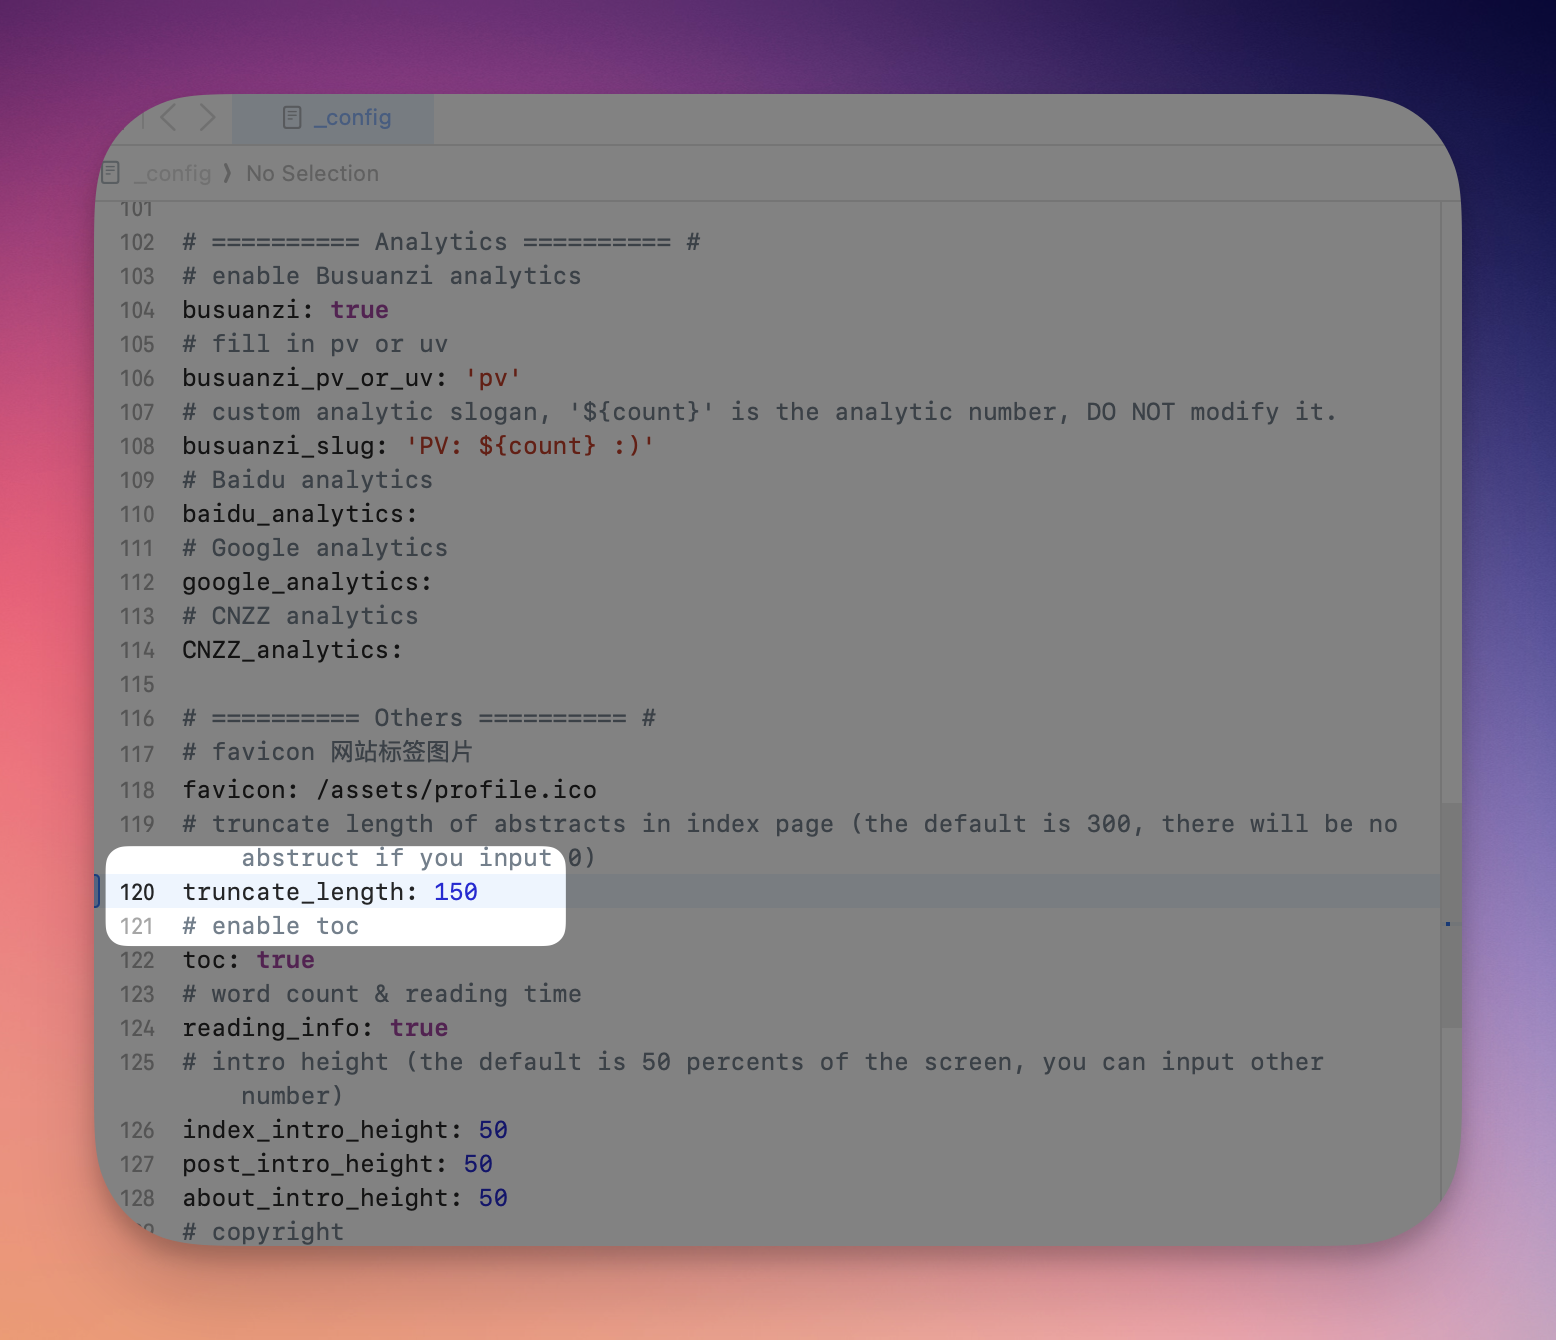 _config
_config ⟩ No Selection
101
102 # ========== Analytics ========== #
103 # enable Busuanzi analytics
104 busuanzi: true
105 # fill in pv or uv
106 busuanzi_pv_or_uv: 'pv'
107 # custom analytic slogan, '${count}' is the analytic number, DO NOT modify it.
108 busuanzi_slug: 'PV: ${count} :)'
109 # Baidu analytics
110 baidu_analytics:
111 # Google analytics
112 google_analytics:
113 # CNZZ analytics
114 CNZZ_analytics:
115
116 # ========== Others ========== #
117 # favicon 网站标签图片
118 favicon: /assets/profile.ico
119 # truncate length of abstracts in index page (the default is 300, there will be no
abstruct if you input 0)
120 truncate_length: 150
121 # enable toc
122 toc: true
123 # word count & reading time
124 reading_info: true
125 # intro height (the default is 50 percents of the screen, you can input other
number)
126 index_intro_height: 50
127 post_intro_height: 50
128 about_intro_height: 50
# copyright